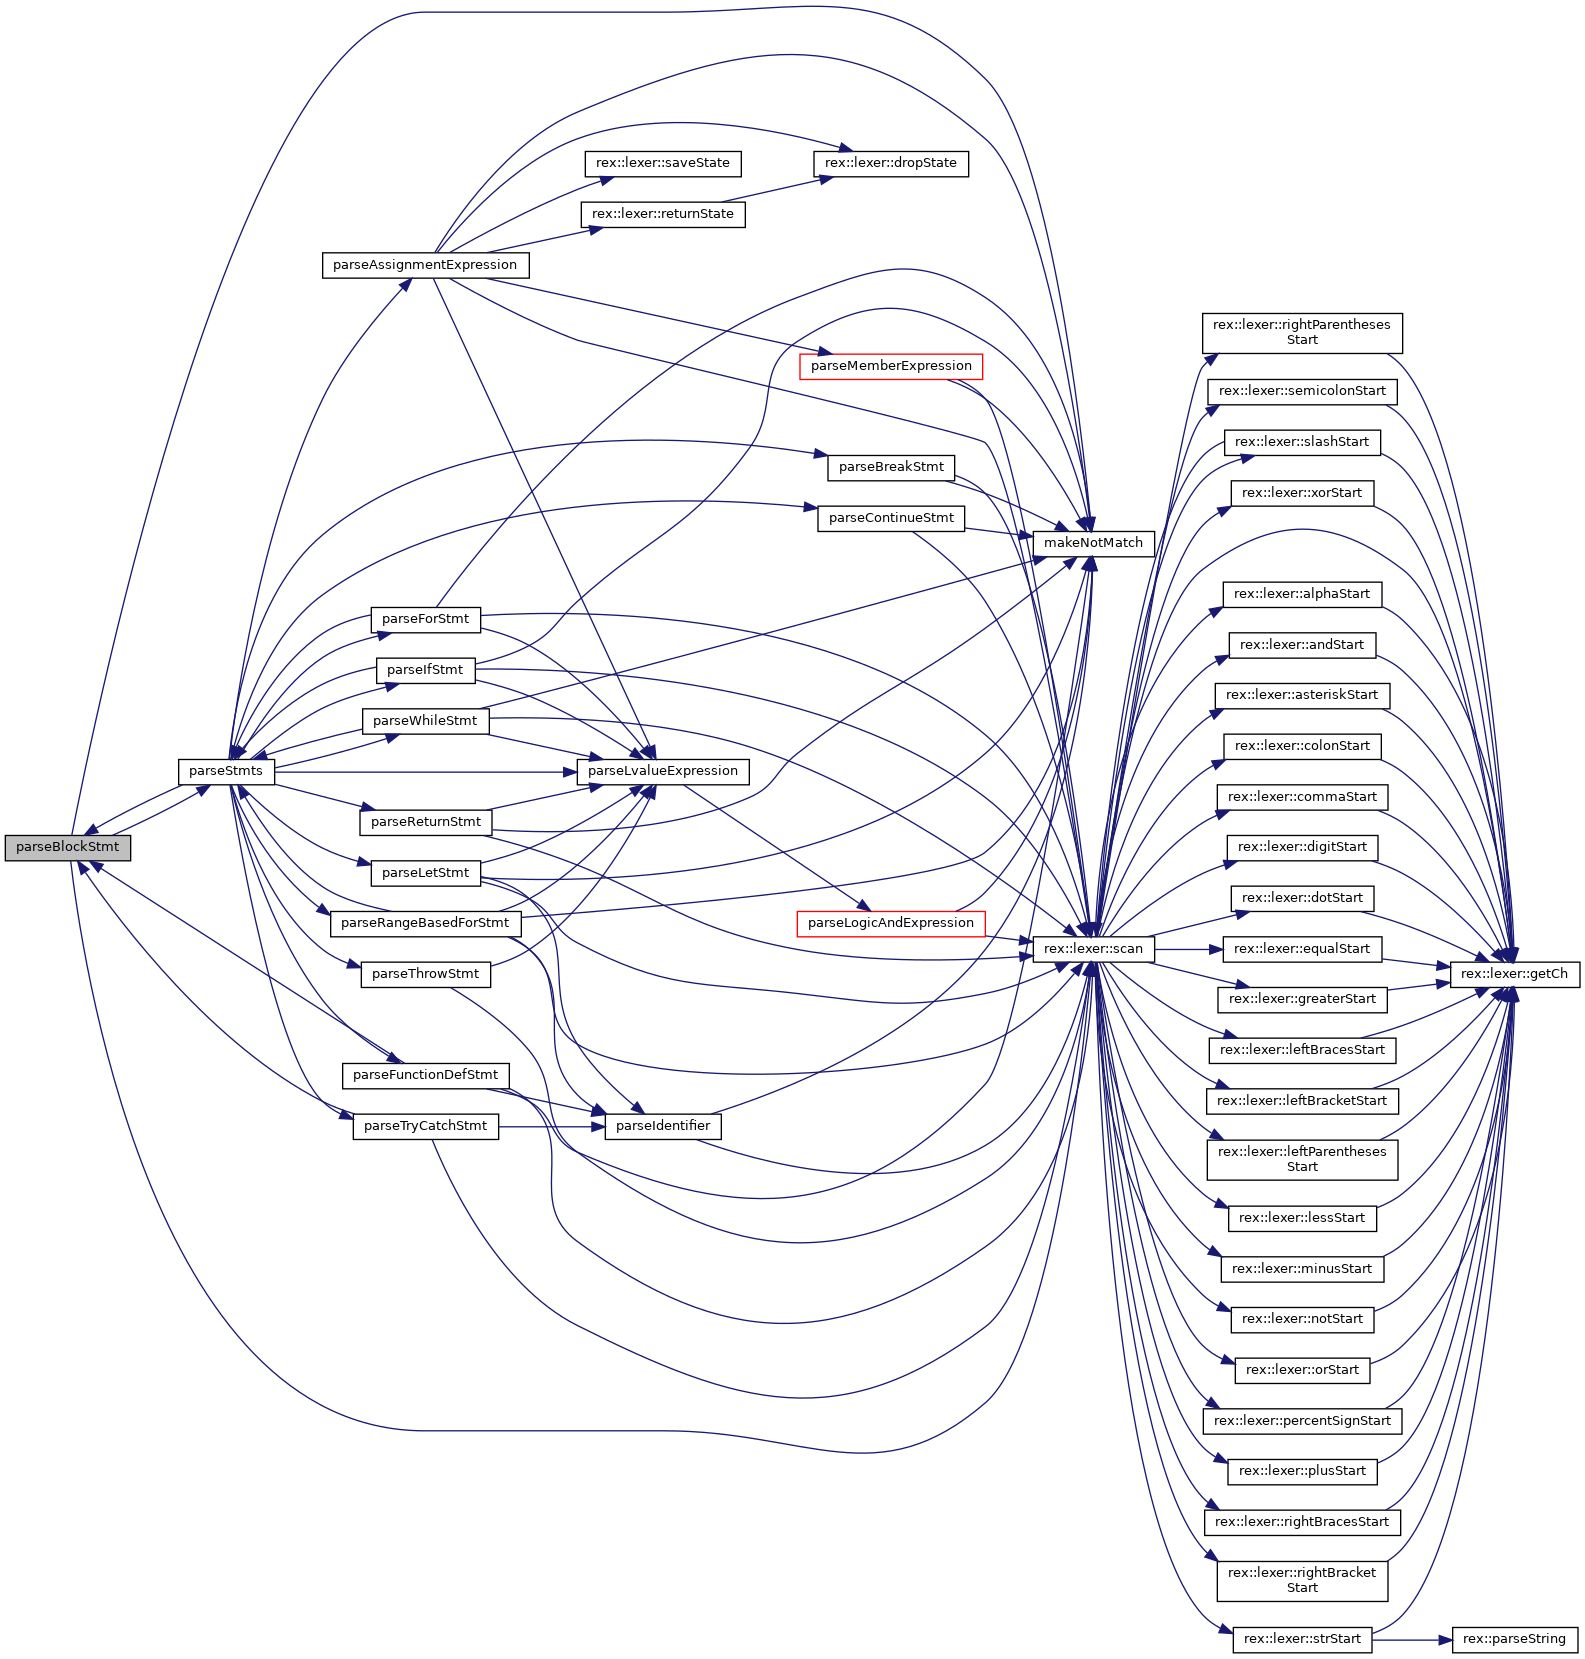 parseBlockStmt
parseStmts
parseAssignmentExpression
parseForStmt
parseIfStmt
parseWhileStmt
parseReturnStmt
parseLetStmt
parseRangeBasedForStmt
parseThrowStmt
parseFunctionDefStmt
parseTryCatchStmt
rex::lexer::saveState
rex::lexer::returnState
parseLvalueExpression
parseIdentifier
rex::lexer::dropState
parseMemberExpression
parseBreakStmt
parseContinueStmt
parseLogicAndExpression
makeNotMatch
rex::lexer::scan
rex::lexer::rightParentheses
Start
rex::lexer::semicolonStart
rex::lexer::slashStart
rex::lexer::xorStart
rex::lexer::alphaStart
rex::lexer::andStart
rex::lexer::asteriskStart
rex::lexer::colonStart
rex::lexer::commaStart
rex::lexer::digitStart
rex::lexer::dotStart
rex::lexer::equalStart
rex::lexer::greaterStart
rex::lexer::leftBracesStart
rex::lexer::leftBracketStart
rex::lexer::leftParentheses
Start
rex::lexer::lessStart
rex::lexer::minusStart
rex::lexer::notStart
rex::lexer::orStart
rex::lexer::percentSignStart
rex::lexer::plusStart
rex::lexer::rightBracesStart
rex::lexer::rightBracket
Start
rex::lexer::strStart
rex::lexer::getCh
rex::parseString